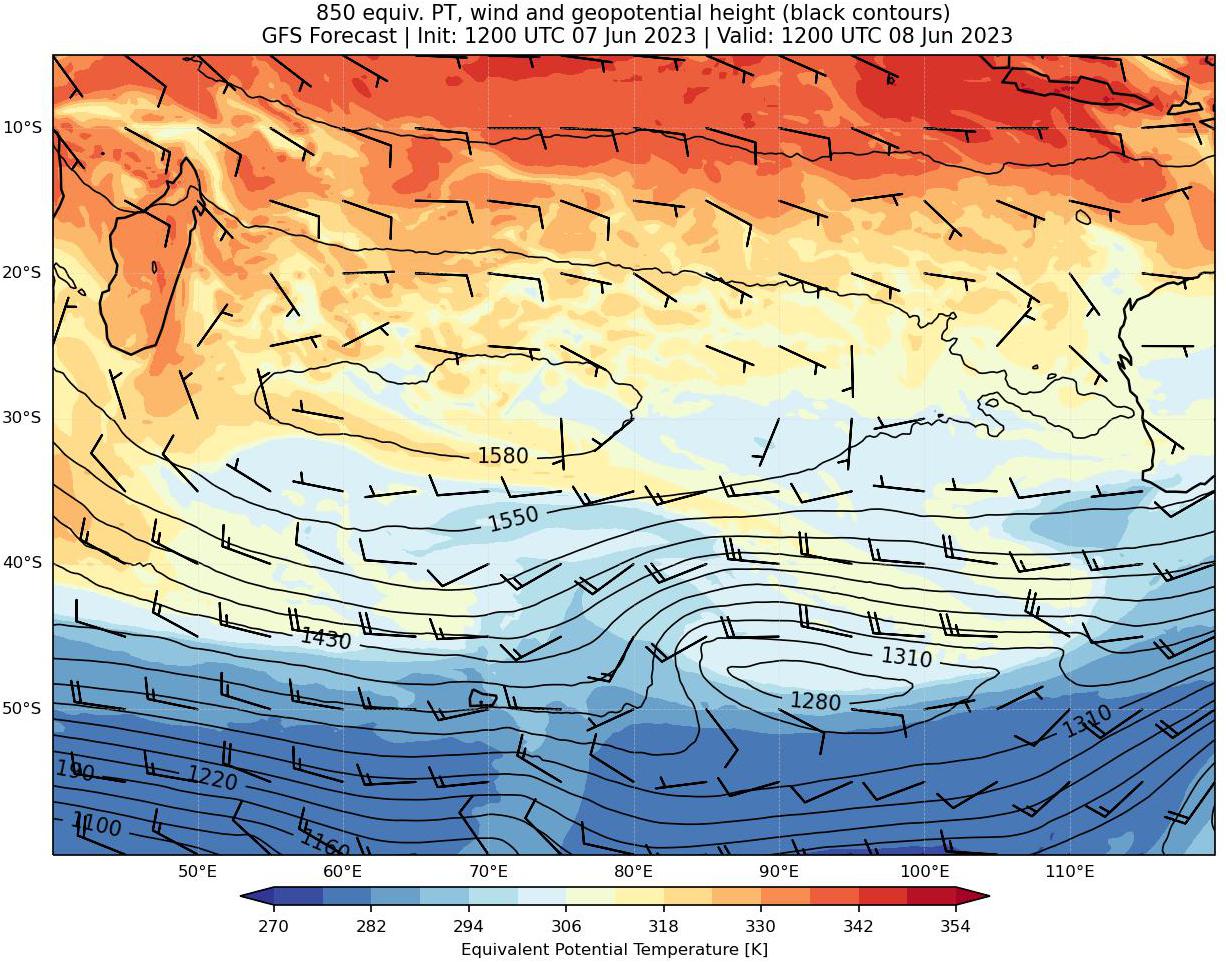 850 equiv. PT, wind and geopotential height (black contours)
GFS Forecast | Init: 1200 UTC 07 Jun 2023 | Valid: 1200 UTC 08 Jun 2023
10°S
20°S
30°S
1580
1550
40°S
1430
1310
1280
50°S
1310
190
1220
1100
1160
50°E 60°E 70°E 80°E 90°E 100°E 110°E
270 282 294 306 318 330 342 354
Equivalent Potential Temperature [K]